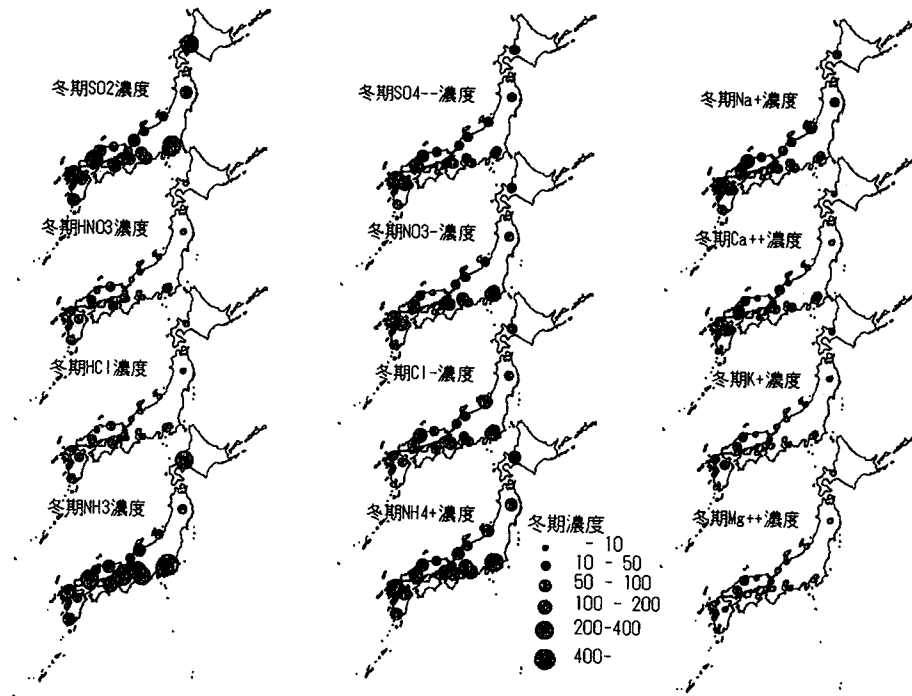 冬期SO2濃度
冬期SO4--濃度
冬期Na+濃度
冬期HNO3濃度
冬期NO3-濃度
冬期Ca++濃度
冬期HCl濃度
冬期Cl-濃度
冬期K+濃度
冬期NH3濃度
冬期NH4+濃度
冬期Mg++濃度
冬期濃度
- 10
10 - 50
50 - 100
100 - 200
200-400
400-